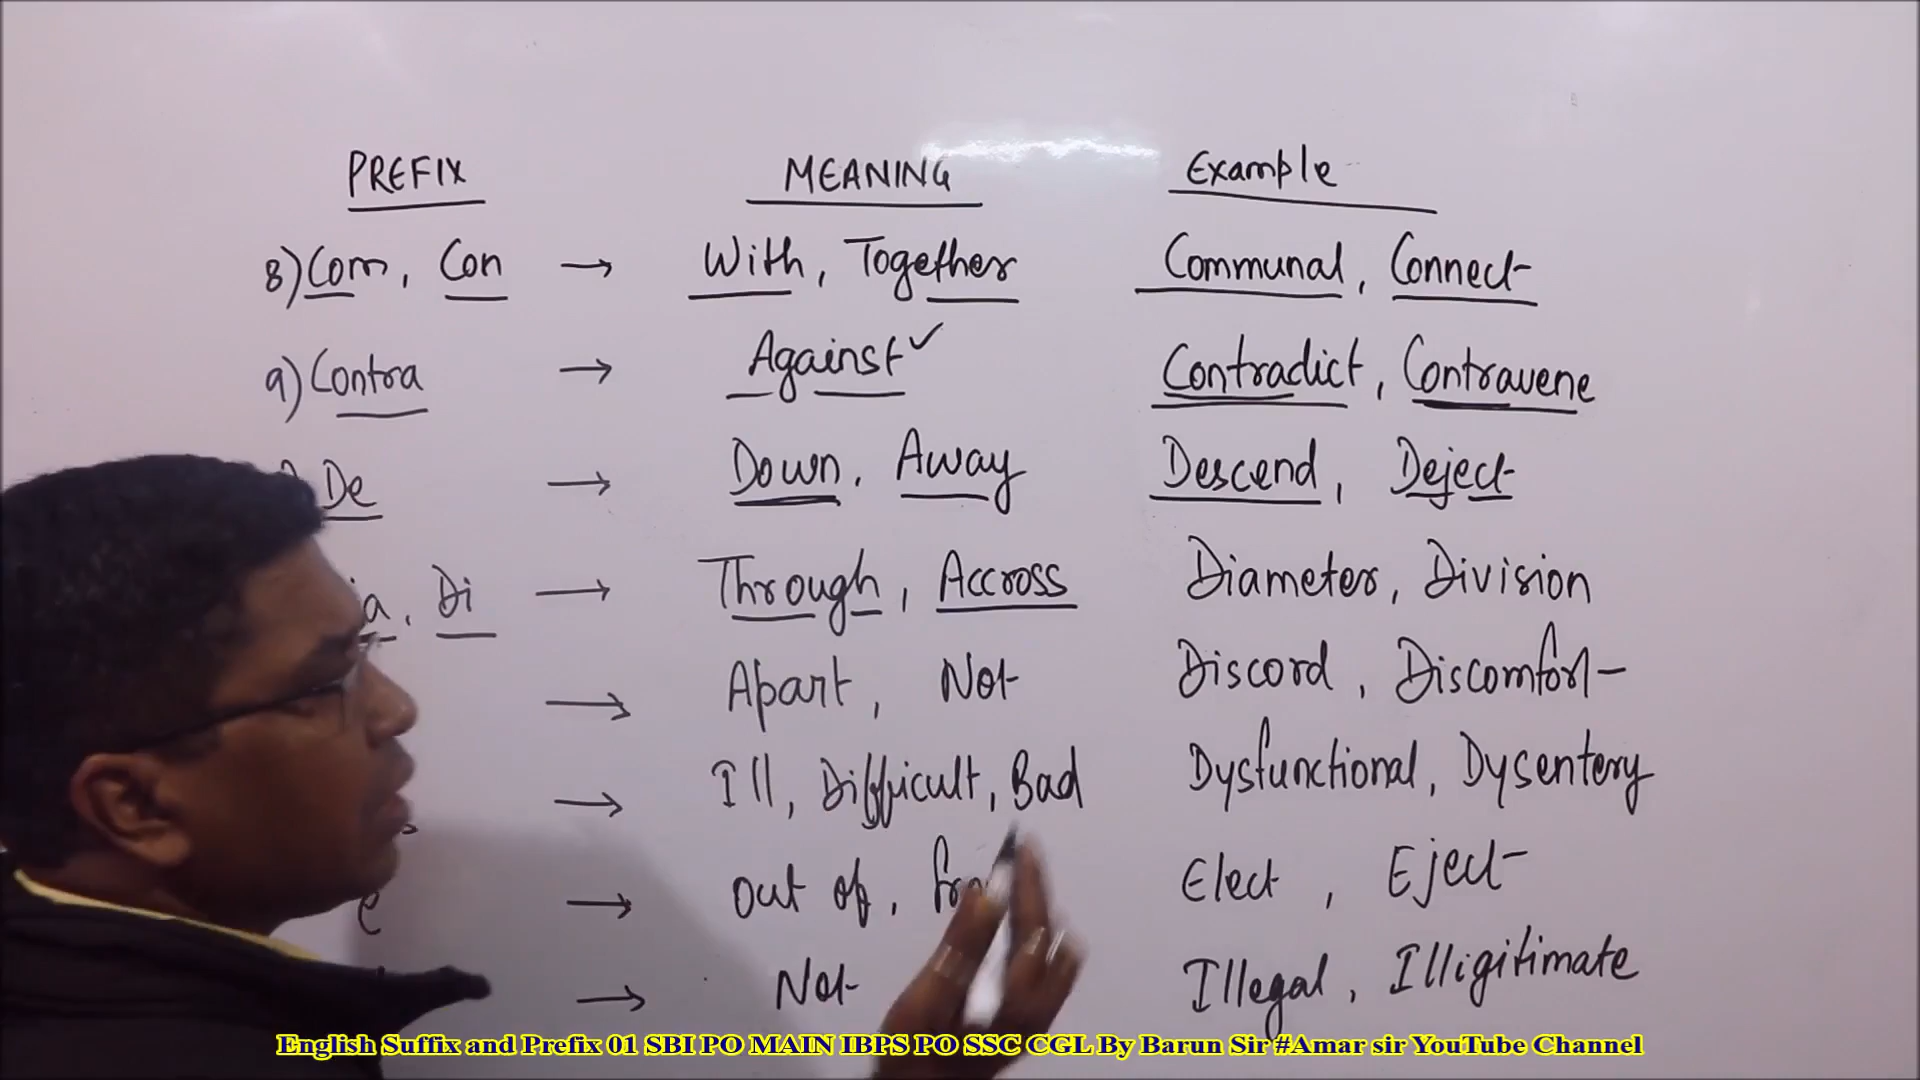 PREFIX MEANING Example
8) Com, Con → With, Together Communal, Connect
9) Contra → Against ✓ Contradict, Contravene
De → Down, Away Descend, Deject
a, Di → Through, Accross Diameter, Division
→ Apart, Not Discord, Discomfort
→ Ill, Difficult, Bad Dysfunctional, Dysentery
e → Out of, Elect, Eject
→ Not Illegal, Illigitimate
English Suffix and Prefix 01 SBI PO MAIN IBPS PO SSC CGL By Barun Sir #Amar sir YouTube Channel